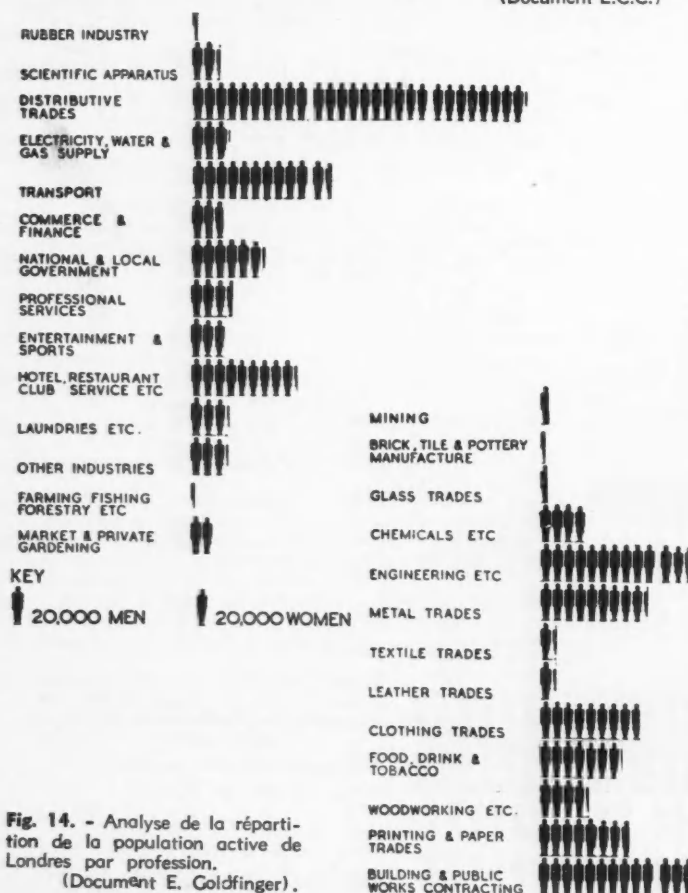 (Document E.C.C.)
RUBBER INDUSTRY
SCIENTIFIC APPARATUS
DISTRIBUTIVE
TRADES
ELECTRICITY, WATER &
GAS SUPPLY
TRANSPORT
COMMERCE &
FINANCE
NATIONAL & LOCAL
GOVERNMENT
PROFESSIONAL
SERVICES
ENTERTAINMENT &
SPORTS
HOTEL, RESTAURANT
CLUB SERVICE ETC
LAUNDRIES ETC.
OTHER INDUSTRIES
FARMING FISHING
FORESTRY ETC
MARKET & PRIVATE
GARDENING
KEY
20,000 MEN
20,000 WOMEN
MINING
BRICK, TILE & POTTERY
MANUFACTURE
GLASS TRADES
CHEMICALS ETC
ENGINEERING ETC
METAL TRADES
TEXTILE TRADES
LEATHER TRADES
CLOTHING TRADES
FOOD, DRINK &
TOBACCO
WOODWORKING ETC.
PRINTING & PAPER
TRADES
BUILDING & PUBLIC
WORKS CONTRACTING
Fig. 14. - Analyse de la réparti-
tion de la population active de
Londres par profession.
(Document E. Goldfinger).